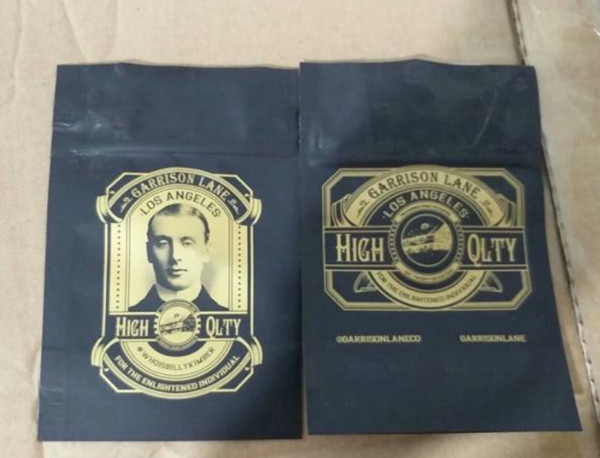 GARRISON LANE
·LOS ANGELES·
HIGH QLTY
#WHOISBILLYKIMBER
FOR THE ENLIGHTENED INDIVIDUAL
GARRISON LANE
·LOS ANGELES·
HIGH QLTY
FOR THE ENLIGHTENED INDIVIDUAL
@GARRISONLANECO GARRISONLANE